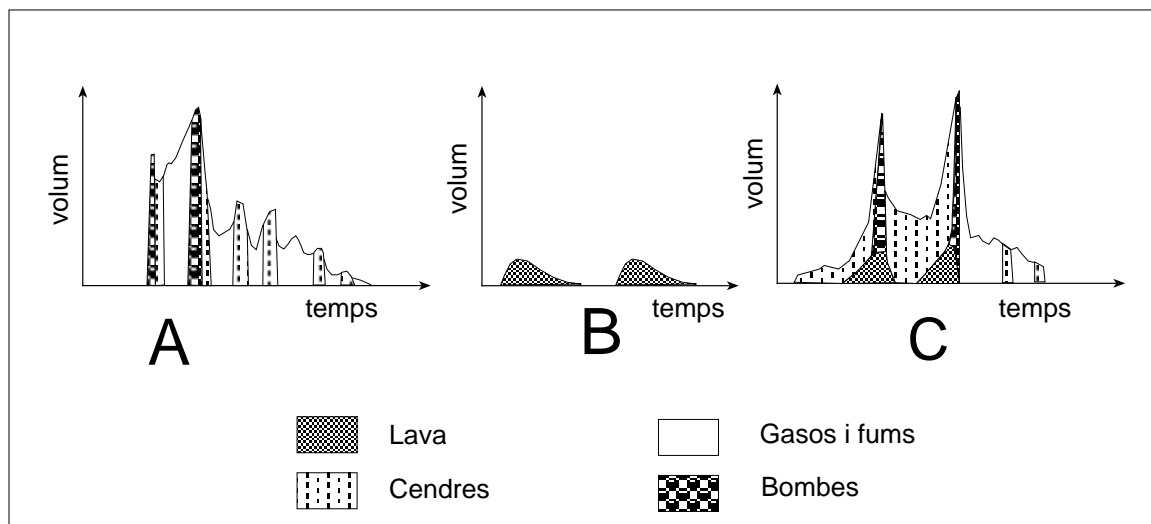 volum
temps
A
volum
temps
B
volum
temps
C
Lava
Gasos i fums
Cendres
Bombes